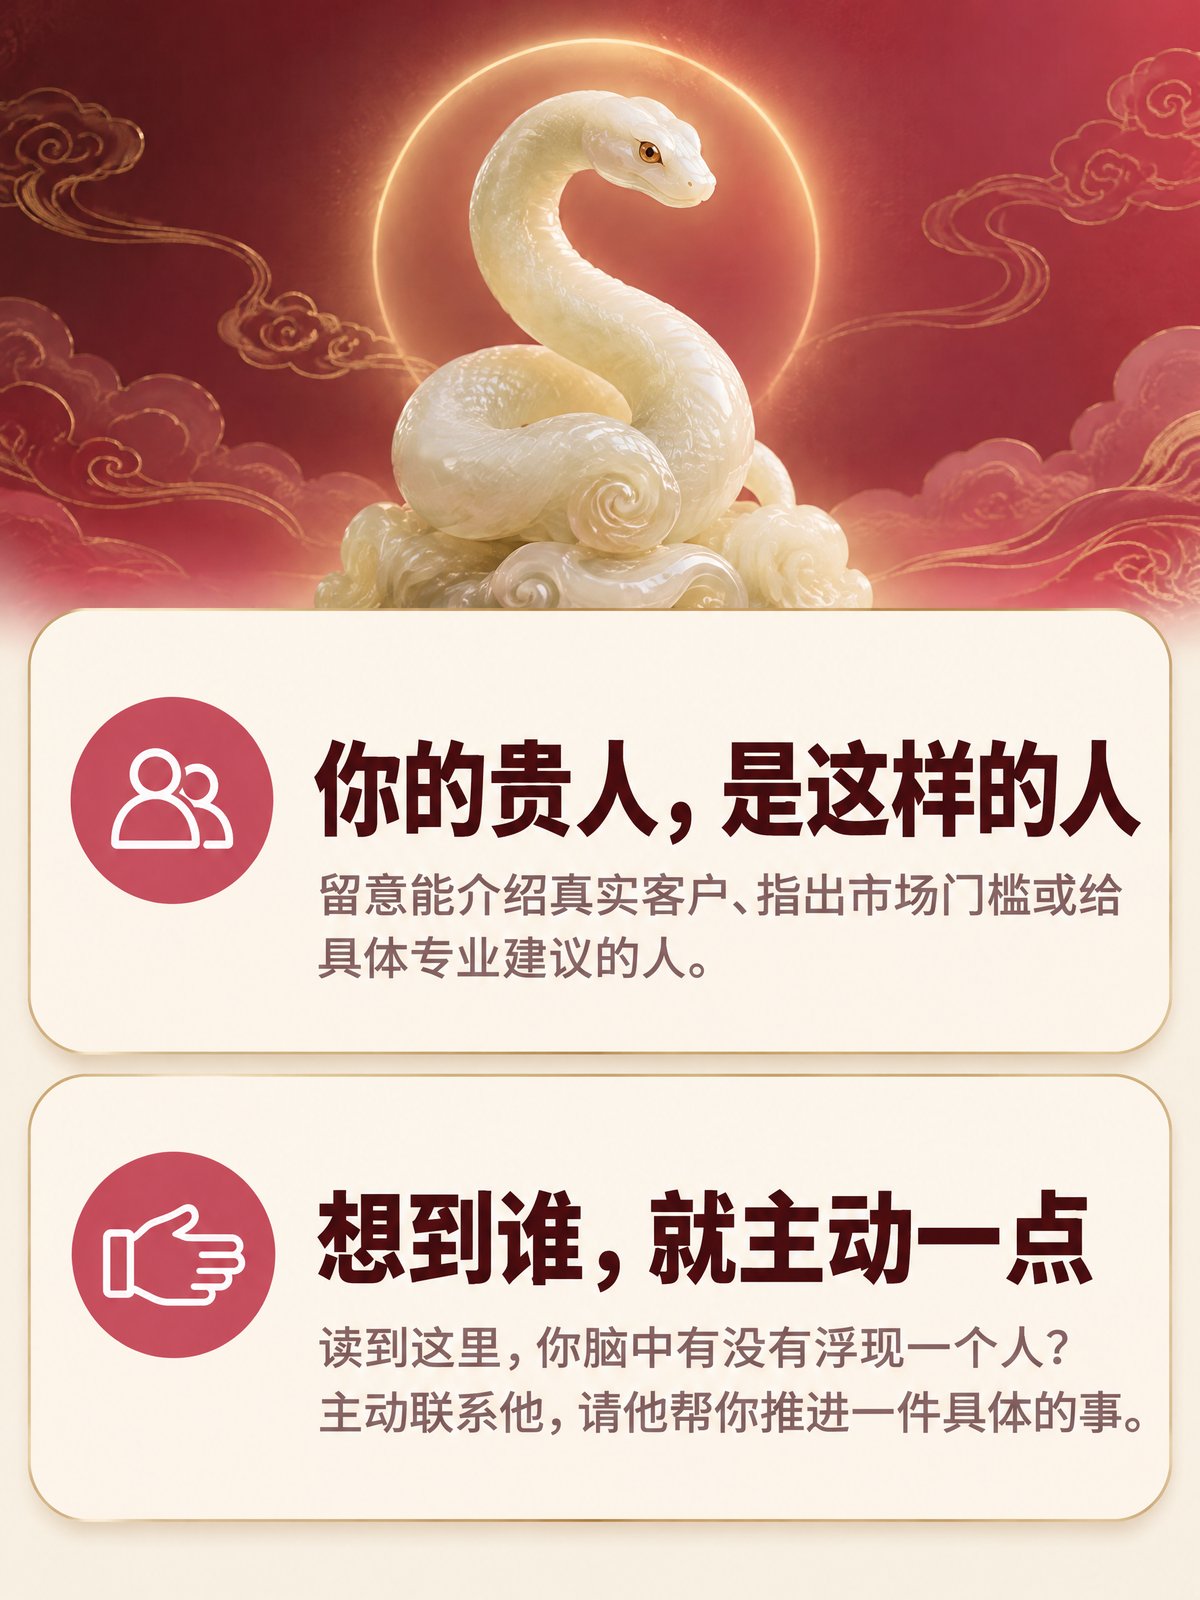 你的贵人，是这样的人
留意能介绍真实客户、指出市场门槛或给
具体专业建议的人。
想到谁，就主动一点
读到这里，你脑中有没有浮现一个人？
主动联系他，请他帮你推进一件具体的事。